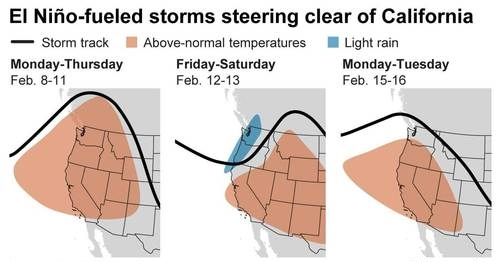 El Niño-fueled storms steering clear of California
Storm track Above-normal temperatures Light rain
Monday-Thursday Friday-Saturday Monday-Tuesday
Feb. 8-11 Feb. 12-13 Feb. 15-16